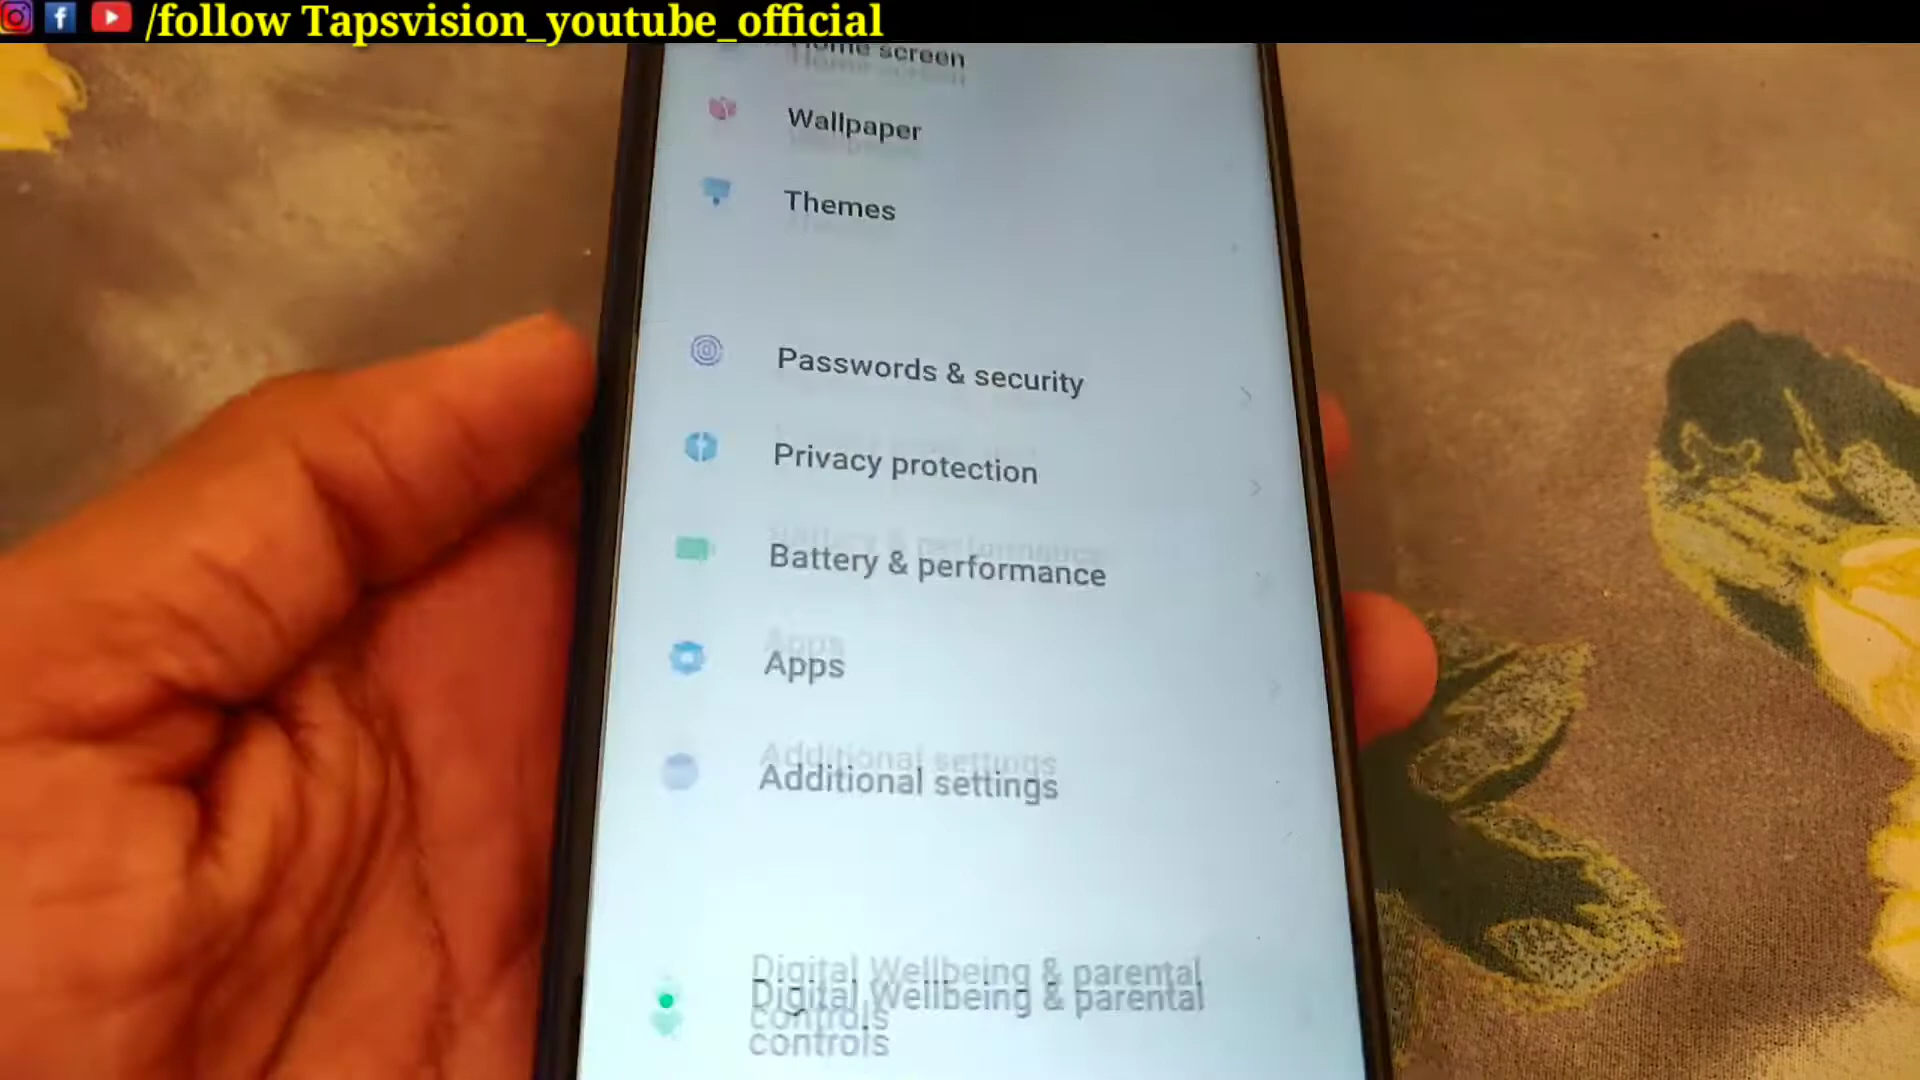 /follow Tapsvision_youtube_official
Home screen
Wallpaper
Themes
Passwords & security
Privacy protection
Battery & performance
Apps
Additional settings
Digital Wellbeing & parental
controls